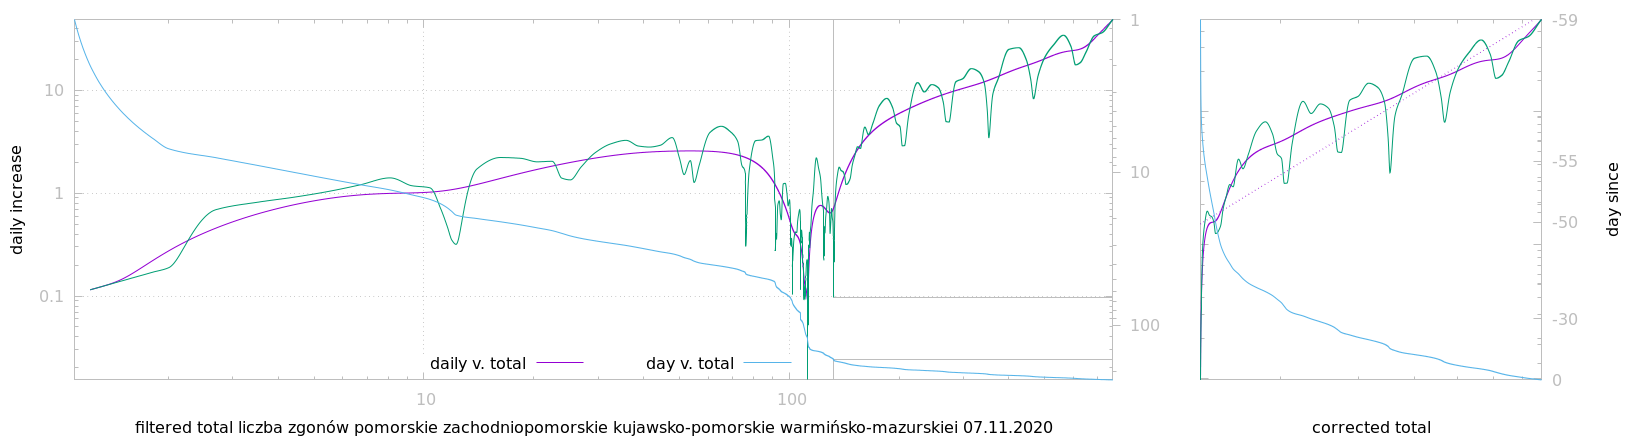 daily increase
10
1
0.1
10
100
1
10
100
daily v. total
day v. total
filtered total liczba zgonów pomorskie zachodniopomorskie kujawsko-pomorskie warmińsko-mazurskiei 07.11.2020
-59
-55
-50
-30
0
day since
corrected total